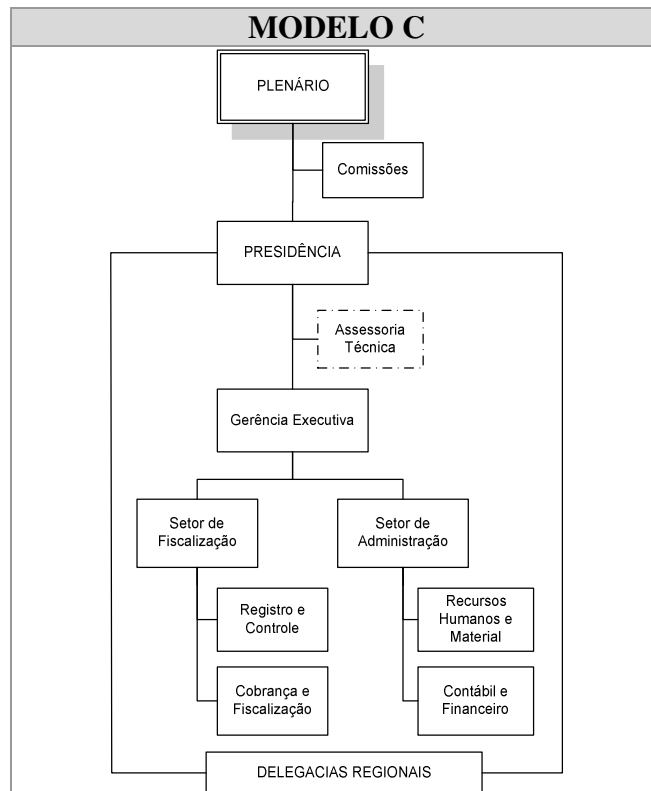 MODELO C
PLENÁRIO
Comissões
PRESIDÊNCIA
Assessoria
Técnica
Gerência Executiva
Setor de
Fiscalização
Setor de
Administração
Registro e
Controle
Recursos
Humanos e
Material
Cobrança e
Fiscalização
Contábil e
Financeiro
DELEGACIAS REGIONAIS